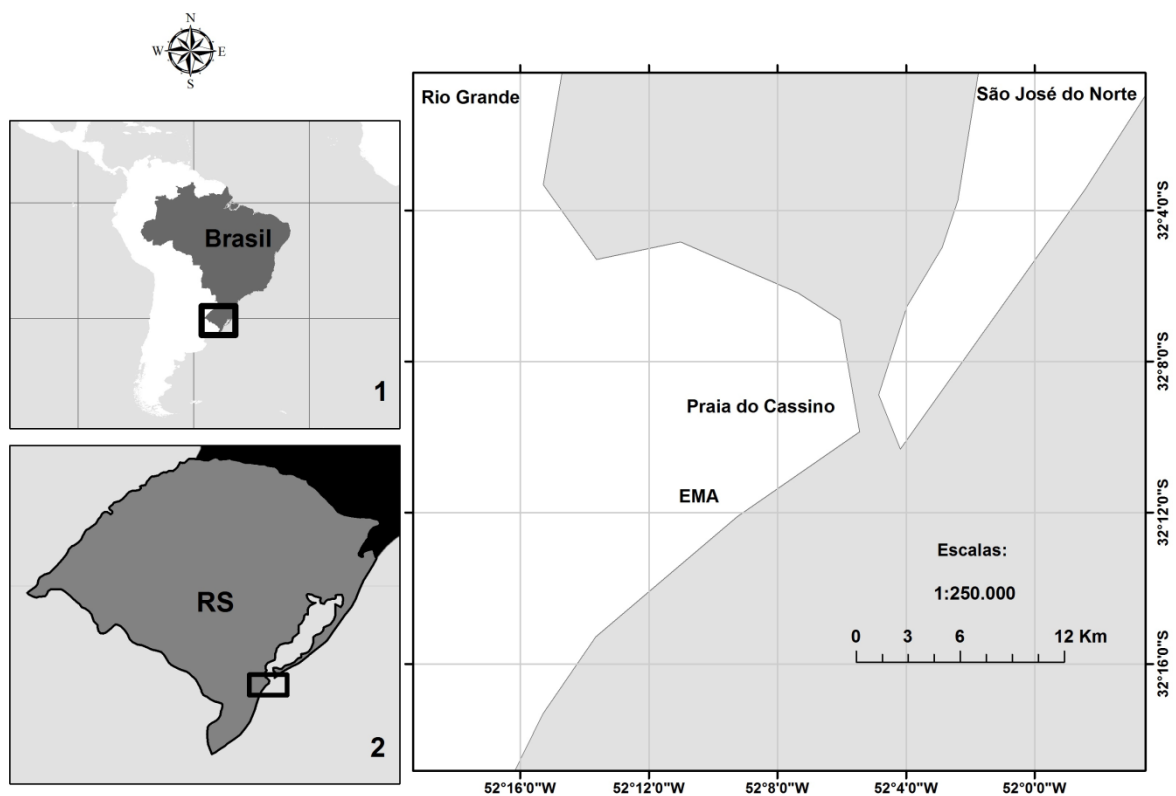 N
W E
S
Brasil
1
RS
2
Rio Grande
São José do Norte
Praia do Cassino
EMA
Escalas:
1:250.000
0 3 6 12 Km
32°4'0"S
32°8'0"S
32°12'0"S
32°16'0"S
52°16'0"W 52°12'0"W 52°8'0"W 52°4'0"W 52°0'0"W